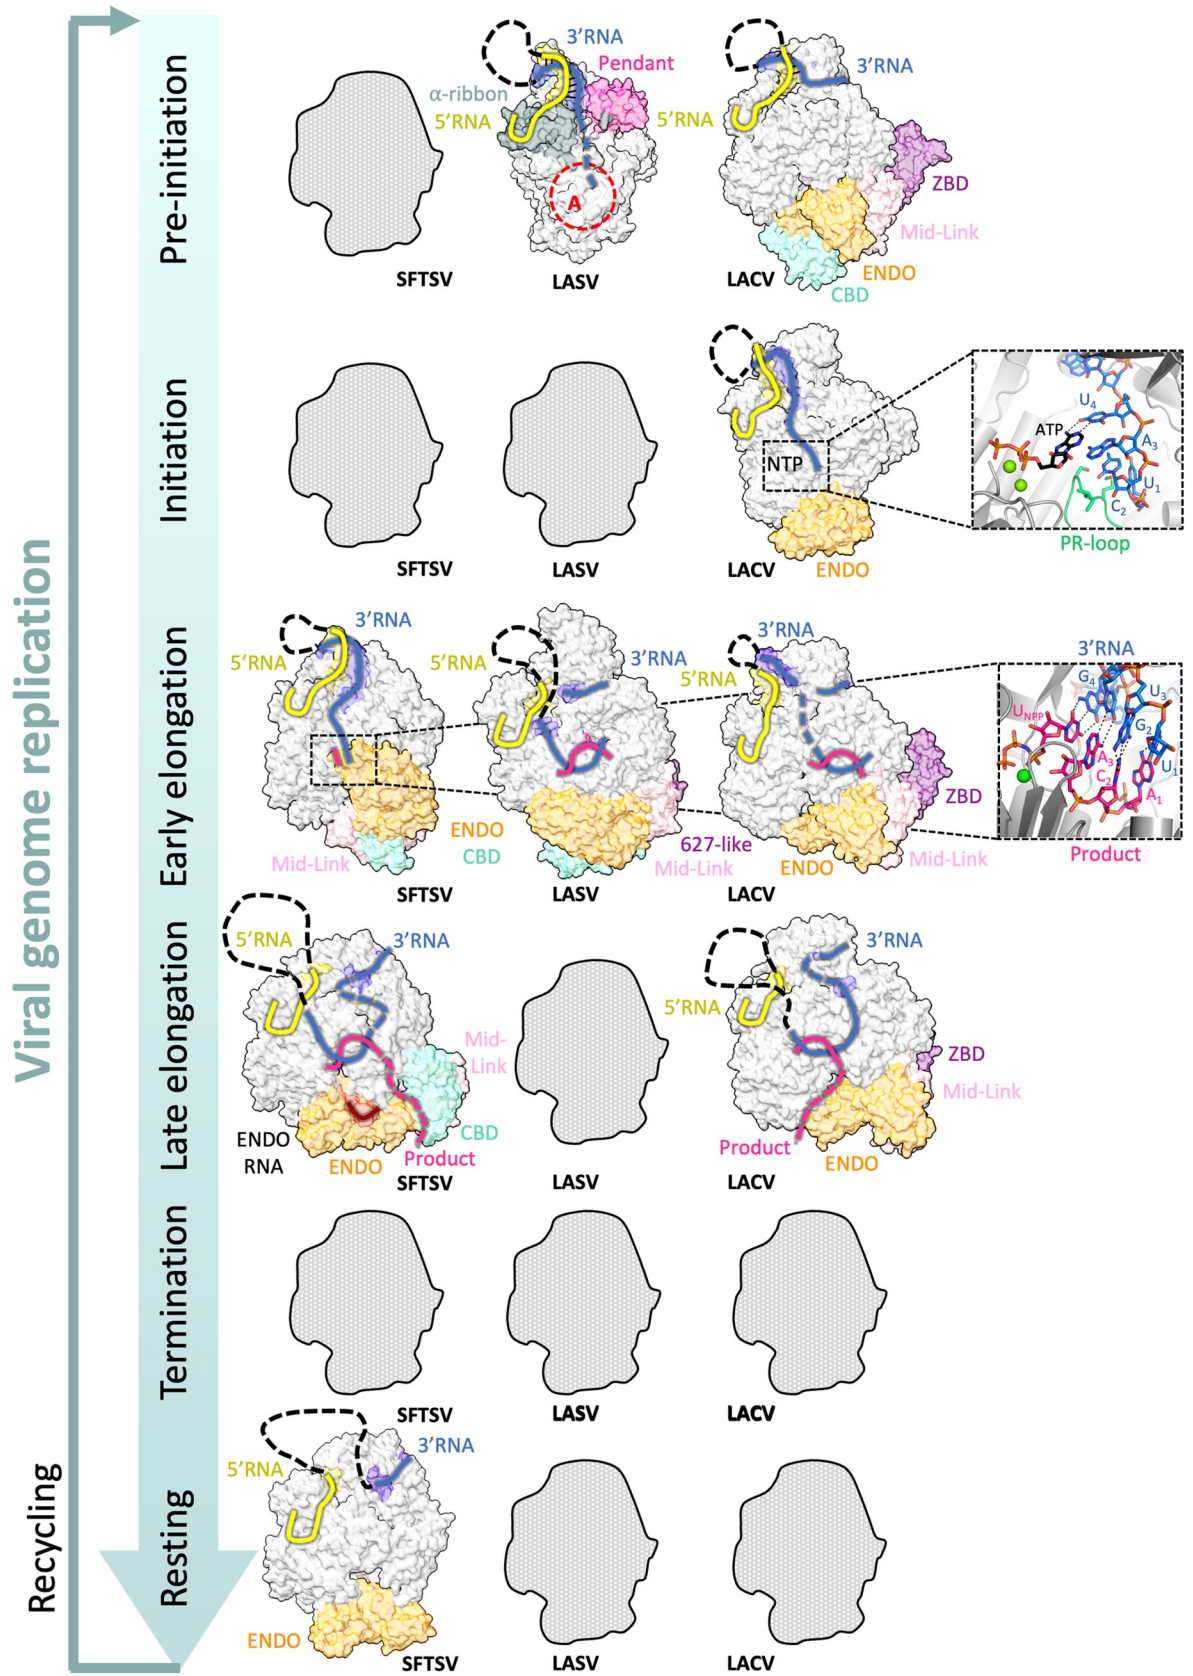 Viral genome replication
Recycling
Pre-initiation
3’RNA
Pendant
α-ribbon
5’RNA
A
3’RNA
5’RNA
ZBD
Mid-Link
ENDO
CBD
SFTSV
LASV
LACV
Initiation
NTP
ENDO
U4
ATP
A3
U1
C2
PR-loop
SFTSV
LASV
LACV
Early elongation
3’RNA
5’RNA
ENDO
CBD
Mid-Link
5’RNA
3’RNA
627-like
Mid-Link
3’RNA
5’RNA
ZBD
ENDO
Mid-Link
3’RNA
G4
U3
UNPP
G2
A3
U1
C2
A1
Product
SFTSV
LASV
LACV
Late elongation
5’RNA
3’RNA
Mid-
Link
CBD
ENDO
RNA
ENDO
Product
3’RNA
5’RNA
ZBD
Mid-Link
Product
ENDO
SFTSV
LASV
LACV
Termination
SFTSV
LASV
LACV
Resting
3’RNA
5’RNA
ENDO
SFTSV
LASV
LACV